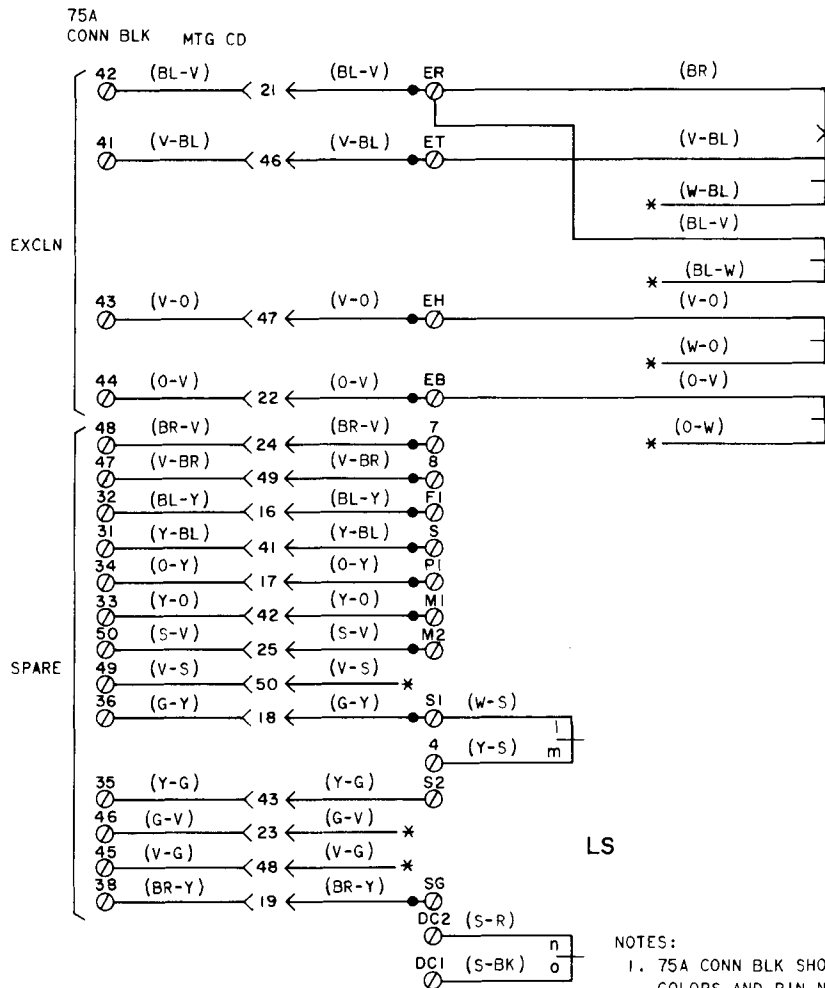 75A
CONN BLK MTG CD
42 (BL-V) 21 (BL-V) ER (BR)
41 (V-BL) 46 (V-BL) ET (V-BL)
* (W-BL)
(BL-V)
EXCLN
* (BL-W)
43 (V-O) 47 (V-O) EH (V-O)
* (W-O)
44 (O-V) 22 (O-V) EB (O-V)
48 (BR-V) 24 (BR-V) 7 * (O-W)
47 (V-BR) 49 (V-BR) 8
32 (BL-Y) 16 (BL-Y) F1
31 (Y-BL) 41 (Y-BL) S
34 (O-Y) 17 (O-Y) P1
33 (Y-O) 42 (Y-O) M1
50 (S-V) 25 (S-V) M2
SPARE
49 (V-S) 50 (V-S) *
36 (G-Y) 18 (G-Y) S1 (W-S) l
4 (Y-S) m
35 (Y-G) 43 (Y-G) S2
46 (G-V) 23 (G-V) *
45 (V-G) 48 (V-G) *
LS
38 (BR-Y) 19 (BR-Y) SG
DC2 (S-R) n
DC1 (S-BK) o
NOTES:
1. 75A CONN BLK SHO